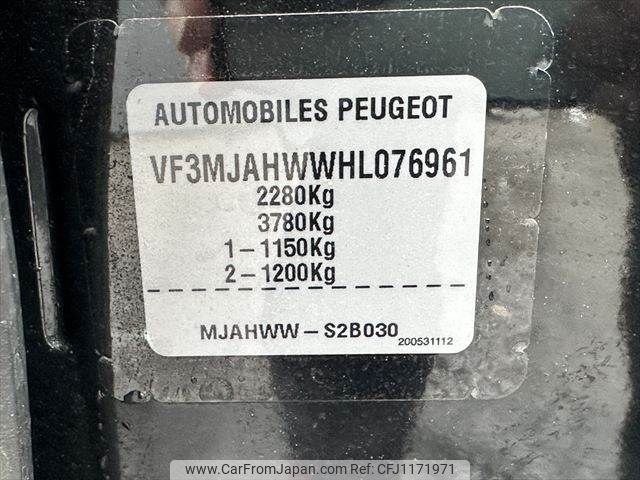 AUTOMOBILES PEUGEOT
VF3MJAHWWHL076961
2280Kg
3780Kg
1-1150Kg
2-1200Kg
MJAHWW-S2B030
200531112
www.CarFromJapan.com | ref:CFJ1171971